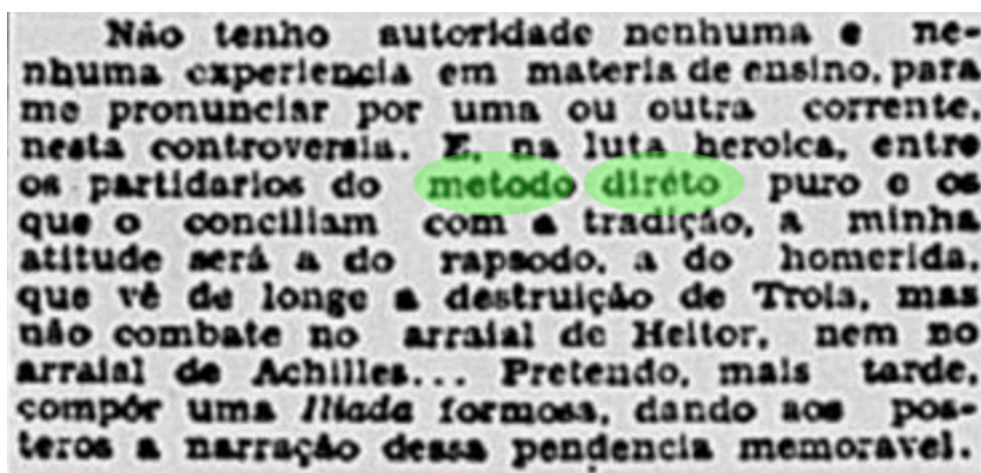 Não tenho autoridade nenhuma e ne-
nhuma experiencia em materia de ensino, para
me pronunciar por uma ou outra corrente,
nesta controversia. E, na luta heroica, entre
os partidarios do metodo diréto puro e os
que o conciliam com a tradição, a minha
atitude será a do rapsodo, a do homerida,
que vê de longe a destruição de Troia, mas
não combate no arraial de Heitor, nem no
arraial de Achilles... Pretendo, mais tarde,
compôr uma Iliada formosa, dando aos pos-
teros a narração dessa pendencia memoravel.